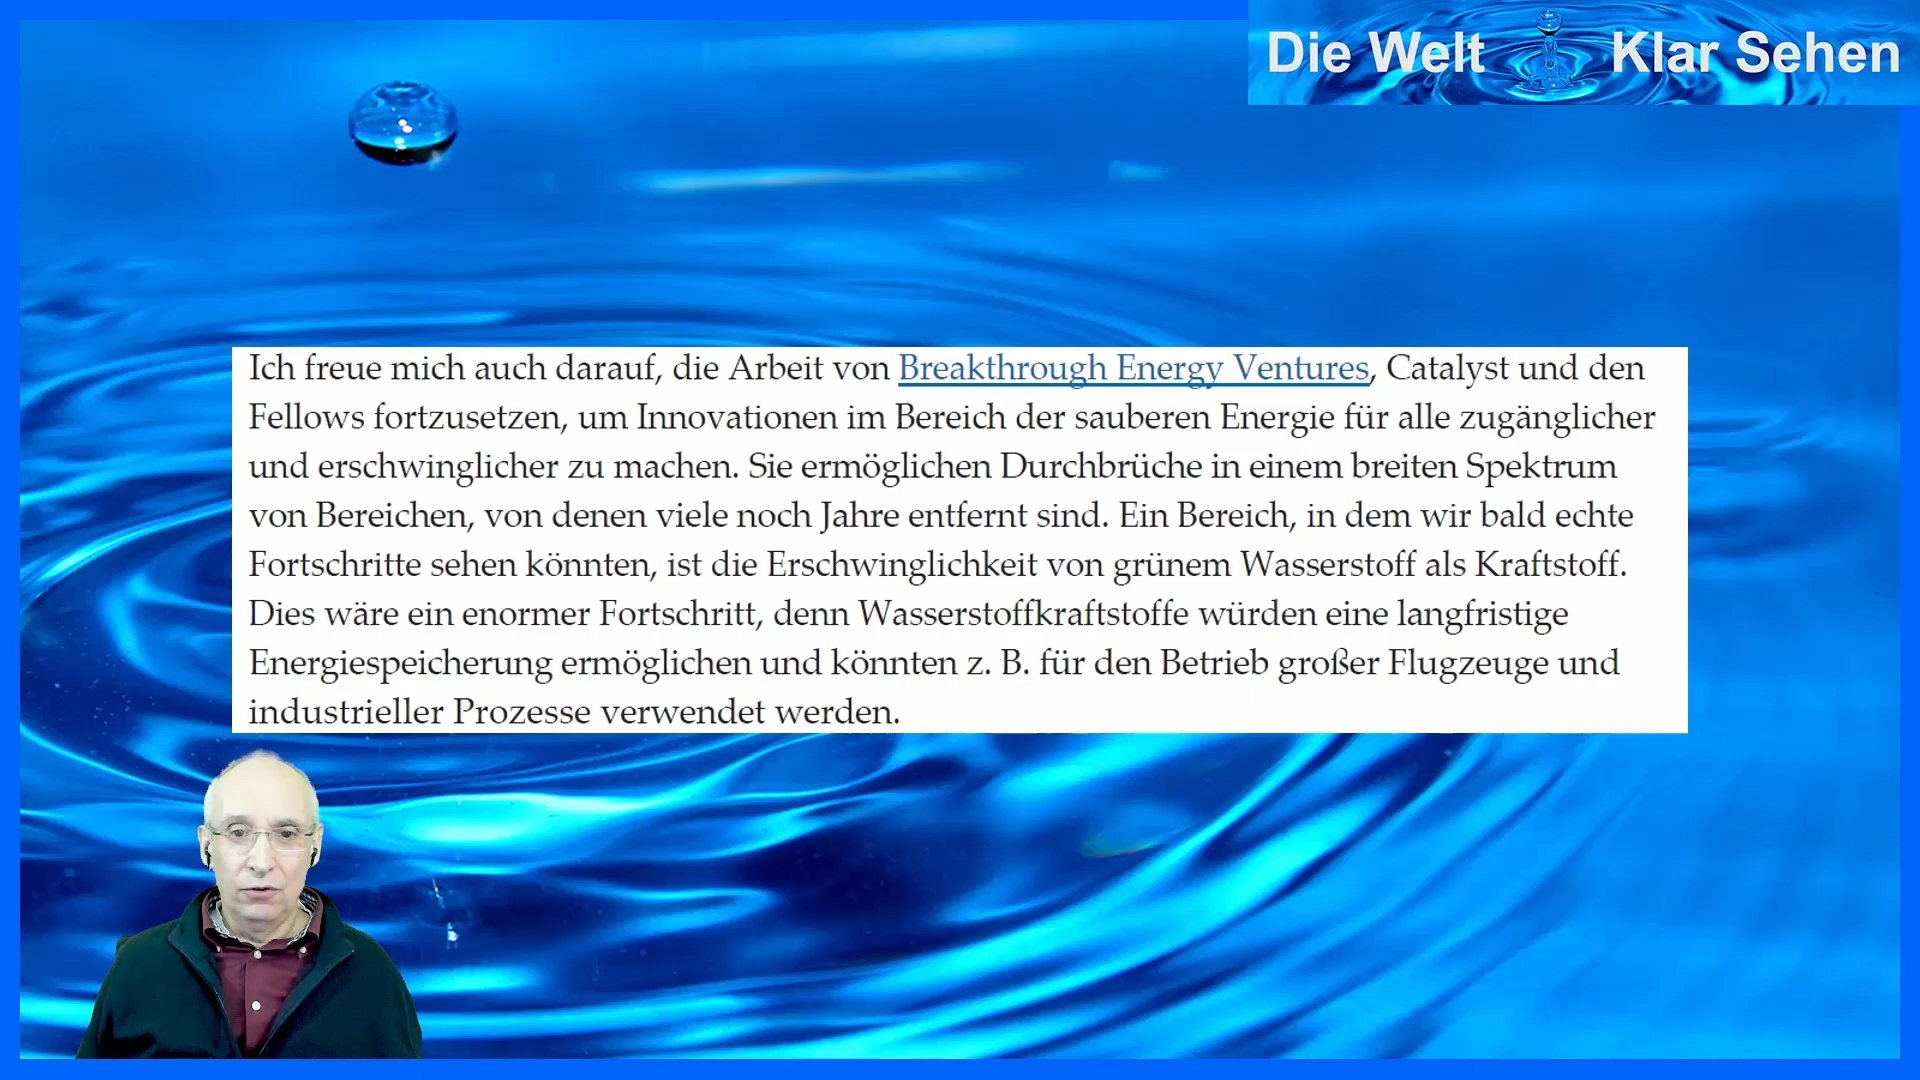 Die Welt Klar Sehen
Ich freue mich auch darauf, die Arbeit von Breakthrough Energy Ventures, Catalyst und den
Fellows fortzusetzen, um Innovationen im Bereich der sauberen Energie für alle zugänglicher
und erschwinglicher zu machen. Sie ermöglichen Durchbrüche in einem breiten Spektrum
von Bereichen, von denen viele noch Jahre entfernt sind. Ein Bereich, in dem wir bald echte
Fortschritte sehen könnten, ist die Erschwinglichkeit von grünem Wasserstoff als Kraftstoff.
Dies wäre ein enormer Fortschritt, denn Wasserstoffkraftstoffe würden eine langfristige
Energiespeicherung ermöglichen und könnten z. B. für den Betrieb großer Flugzeuge und
industrieller Prozesse verwendet werden.